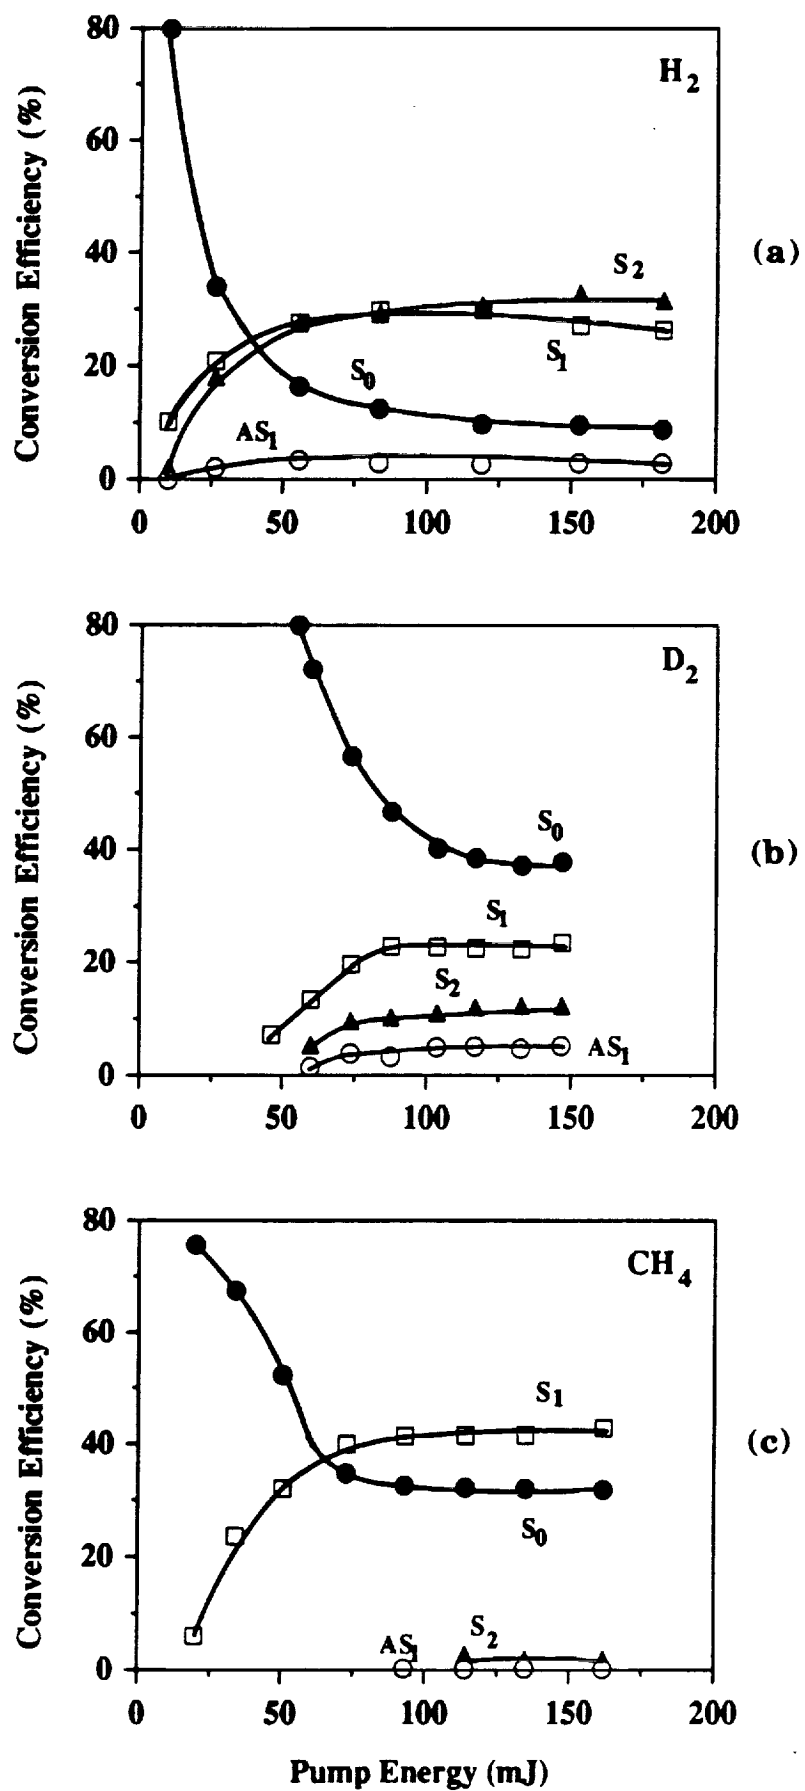 80
H2
60
Conversion Efficiency (%)
(a)
40
S2
S1
20
S0
AS1
0
0 50 100 150 200
80
D2
60
Conversion Efficiency (%)
S0
40
(b)
S1
20
S2
AS1
0
0 50 100 150 200
80
CH4
60
Conversion Efficiency (%)
S1
40
(c)
S0
20
AS1
S2
0
0 50 100 150 200
Pump Energy (mJ)